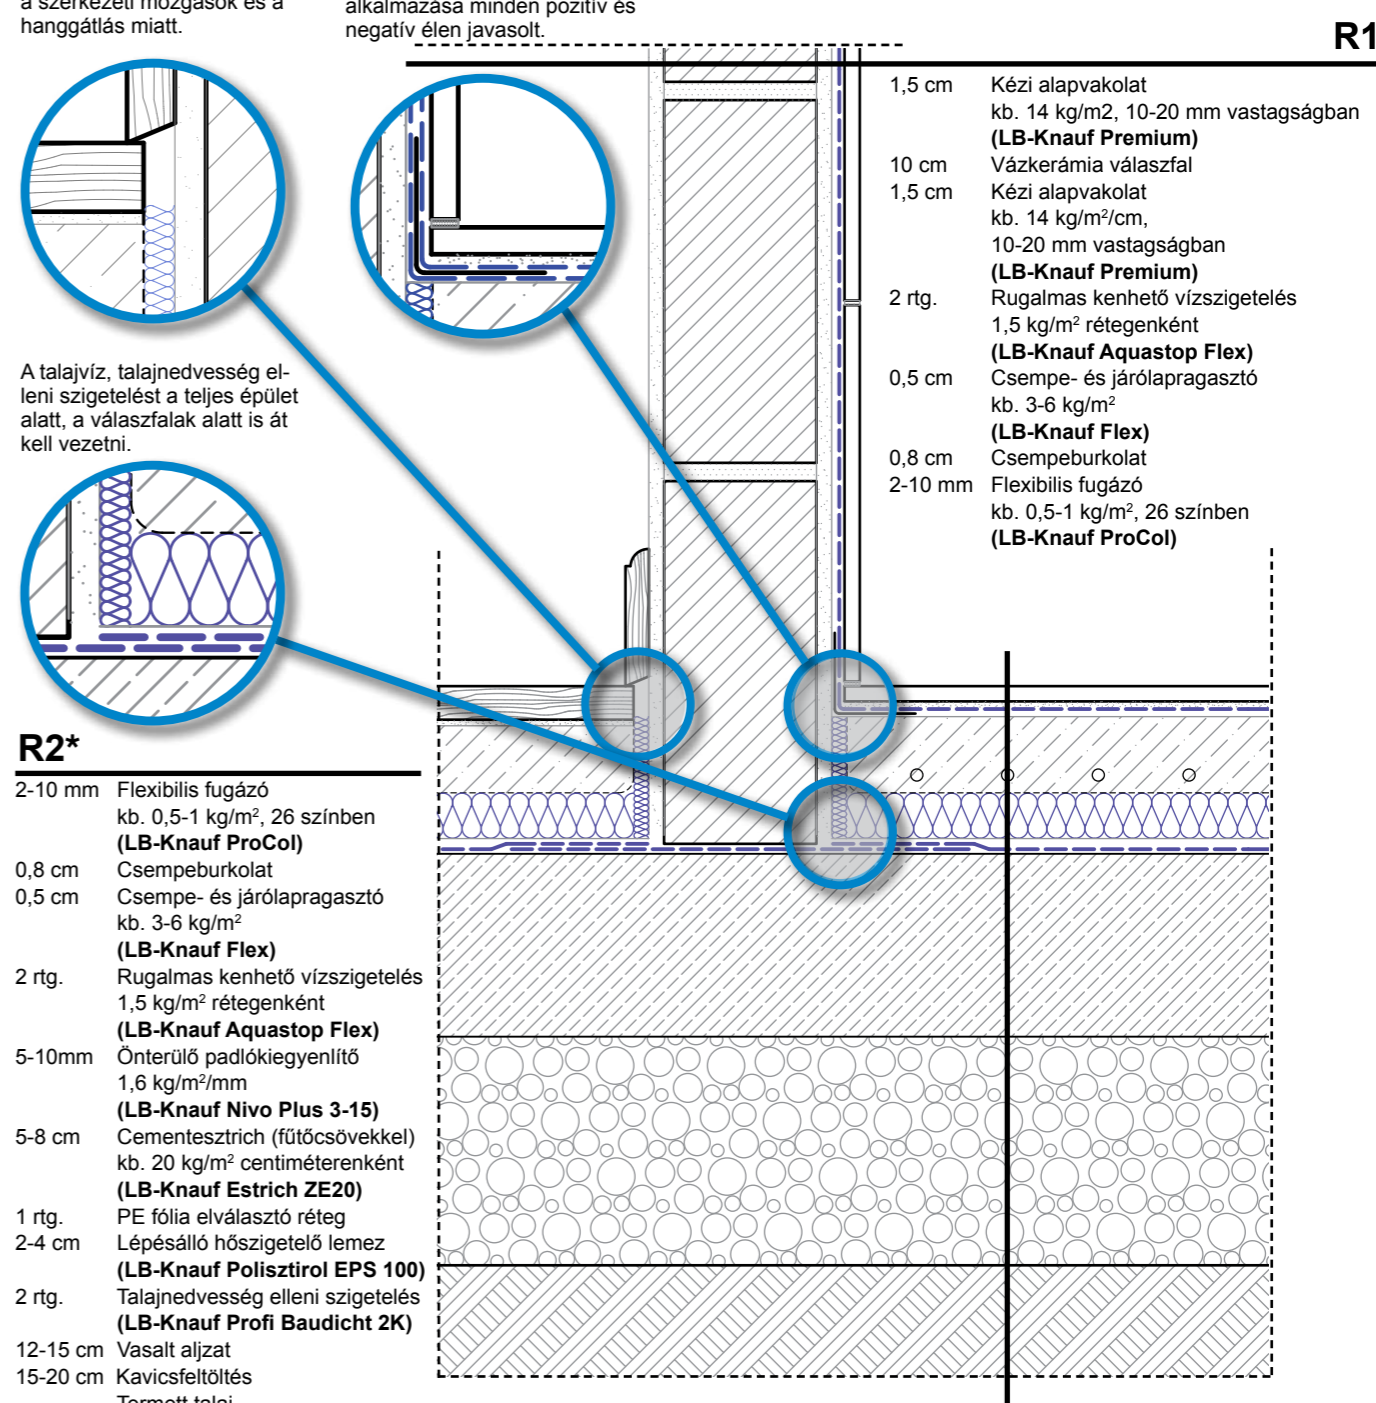 a szerkezeti mozgások és a
hanggátlás miatt.
alkalmazása minden pozitív és
negatív élen javasolt.
R1
1,5 cm Kézi alapvakolat
kb. 14 kg/m2, 10-20 mm vastagságban
(LB-Knauf Premium)
10 cm Vázkerámia válaszfal
1,5 cm Kézi alapvakolat
kb. 14 kg/m²/cm,
10-20 mm vastagságban
(LB-Knauf Premium)
2 rtg. Rugalmas kenhető vízszigetelés
1,5 kg/m² rétegenként
(LB-Knauf Aquastop Flex)
0,5 cm Csempe- és járólapragasztó
kb. 3-6 kg/m²
(LB-Knauf Flex)
0,8 cm Csempeburkolat
2-10 mm Flexibilis fugázó
kb. 0,5-1 kg/m², 26 színben
(LB-Knauf ProCol)
A talajvíz, talajnedvesség el-
leni szigetelést a teljes épület
alatt, a válaszfalak alatt is át
kell vezetni.
R2*
2-10 mm Flexibilis fugázó
kb. 0,5-1 kg/m², 26 színben
(LB-Knauf ProCol)
0,8 cm Csempeburkolat
0,5 cm Csempe- és járólapragasztó
kb. 3-6 kg/m²
(LB-Knauf Flex)
2 rtg. Rugalmas kenhető vízszigetelés
1,5 kg/m² rétegenként
(LB-Knauf Aquastop Flex)
5-10mm Önterülő padlókiegyenlítő
1,6 kg/m²/mm
(LB-Knauf Nivo Plus 3-15)
5-8 cm Cementesztrich (fűtőcsövekkel)
kb. 20 kg/m² centiméterenként
(LB-Knauf Estrich ZE20)
1 rtg. PE fólia elválasztó réteg
2-4 cm Lépésálló hőszigetelő lemez
(LB-Knauf Polisztirol EPS 100)
2 rtg. Talajnedvesség elleni szigetelés
(LB-Knauf Profi Baudicht 2K)
12-15 cm Vasalt aljzat
15-20 cm Kavicsfeltöltés
Termett talaj